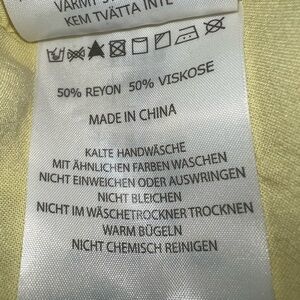 KEM TVÄTTA INTE
50% REYON 50% VISKOSE
MADE IN CHINA
KALTE HANDWÄSCHE
MIT ÄHNLICHEN FARBEN WASCHEN
NICHT EINWEICHEN ODER AUSWRINGEN
NICHT BLEICHEN
NICHT IM WÄSCHETROCKNER TROCKNEN
WARM BÜGELN
NICHT CHEMISCH REINIGEN